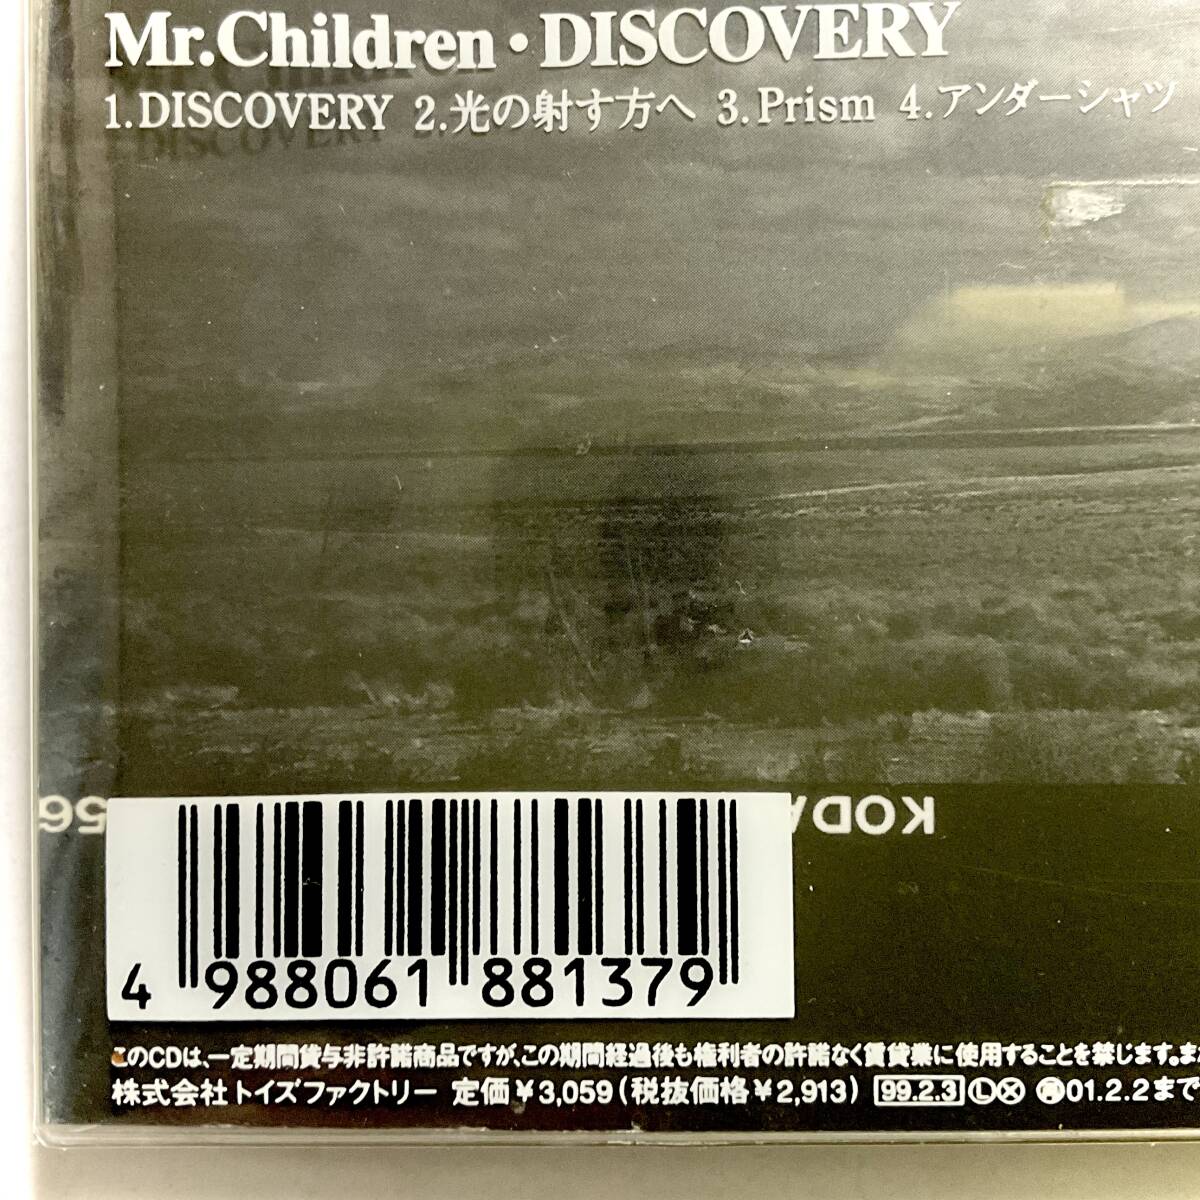 Mr.Children・DISCOVERY
1.DISCOVERY 2.光の射す方へ 3.Prism 4.アンダーシャツ
56
KODA
4 988061 881379
このCDは、一定期間貸与非許諾商品ですが、この期間経過後も権利者の許諾なく賃貸業に使用することを禁じます。また
株式会社トイズファクトリー 定価¥3,059(税抜価格¥2,913) 99.2.3 Ⓛ 01.2.2まで